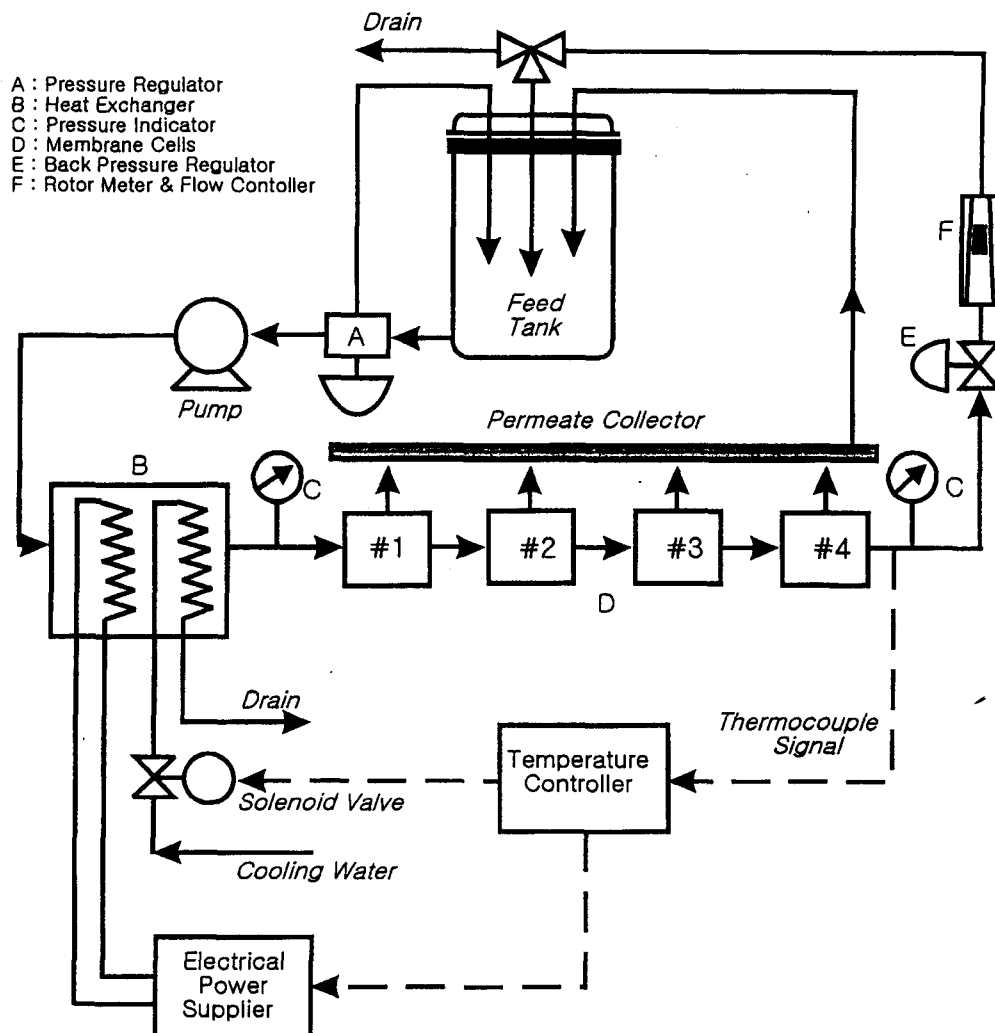 Drain
A : Pressure Regulator
B : Heat Exchanger
C : Pressure Indicator
D : Membrane Cells
E : Back Pressure Regulator
F : Rotor Meter & Flow Contoller
F
Feed
Tank
A
E
Pump
Permeate Collector
B
C
C
#1
#2
#3
#4
D
Drain
Thermocouple
Signal
Temperature
Controller
Solenoid Valve
Cooling Water
Electrical
Power
Supplier